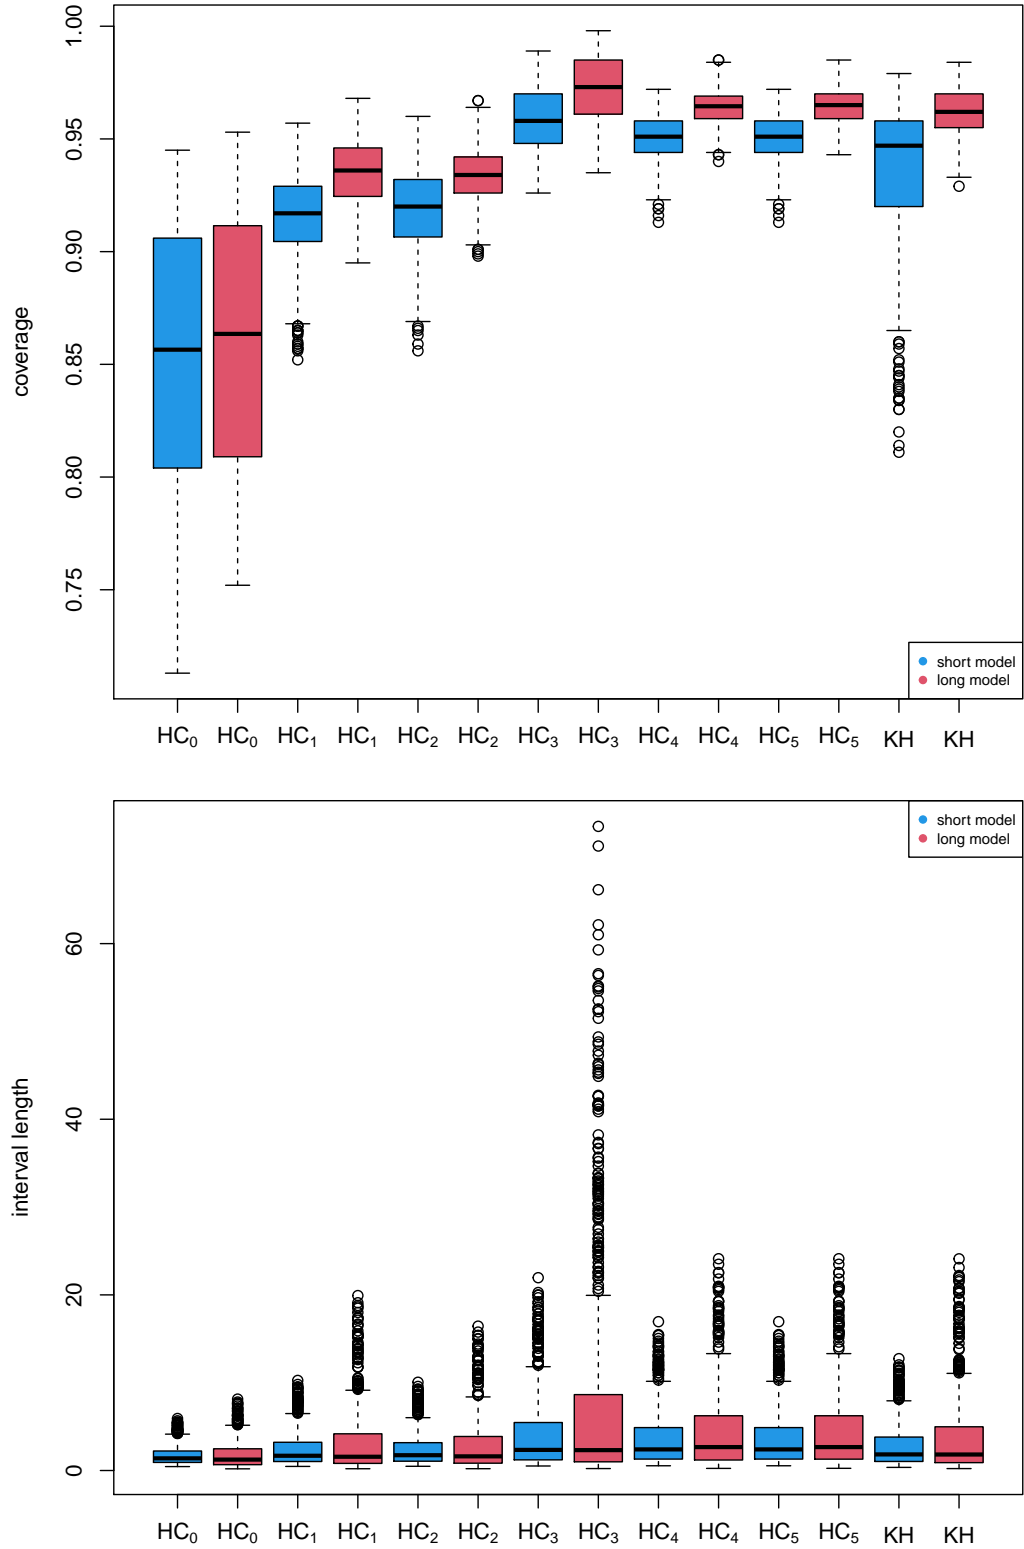 coverage
1.00
0.95
0.90
0.85
0.80
0.75
short model
long model
HC₀ HC₀ HC₁ HC₁ HC₂ HC₂ HC₃ HC₃ HC₄ HC₄ HC₅ HC₅ KH KH
interval length
60
40
20
0
short model
long model
HC₀ HC₀ HC₁ HC₁ HC₂ HC₂ HC₃ HC₃ HC₄ HC₄ HC₅ HC₅ KH KH